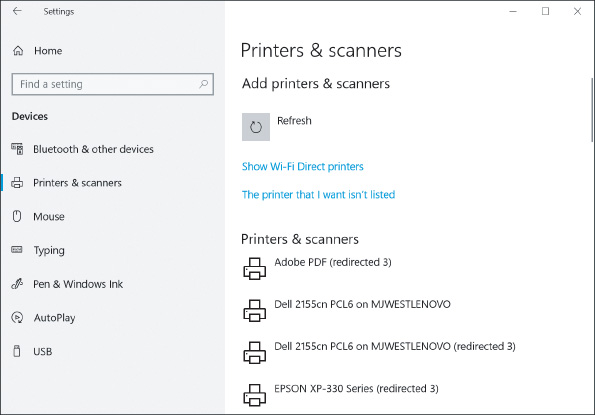 Settings
Home
Find a setting
Devices
Bluetooth & other devices
Printers & scanners
Mouse
Typing
Pen & Windows Ink
AutoPlay
USB
Printers & scanners
Add printers & scanners
Refresh
Show Wi-Fi Direct printers
The printer that I want isn't listed
Printers & scanners
Adobe PDF (redirected 3)
Dell 2155cn PCL6 on MJWESTLENOVO
Dell 2155cn PCL6 on MJWESTLENOVO (redirected 3)
EPSON XP-330 Series (redirected 3)